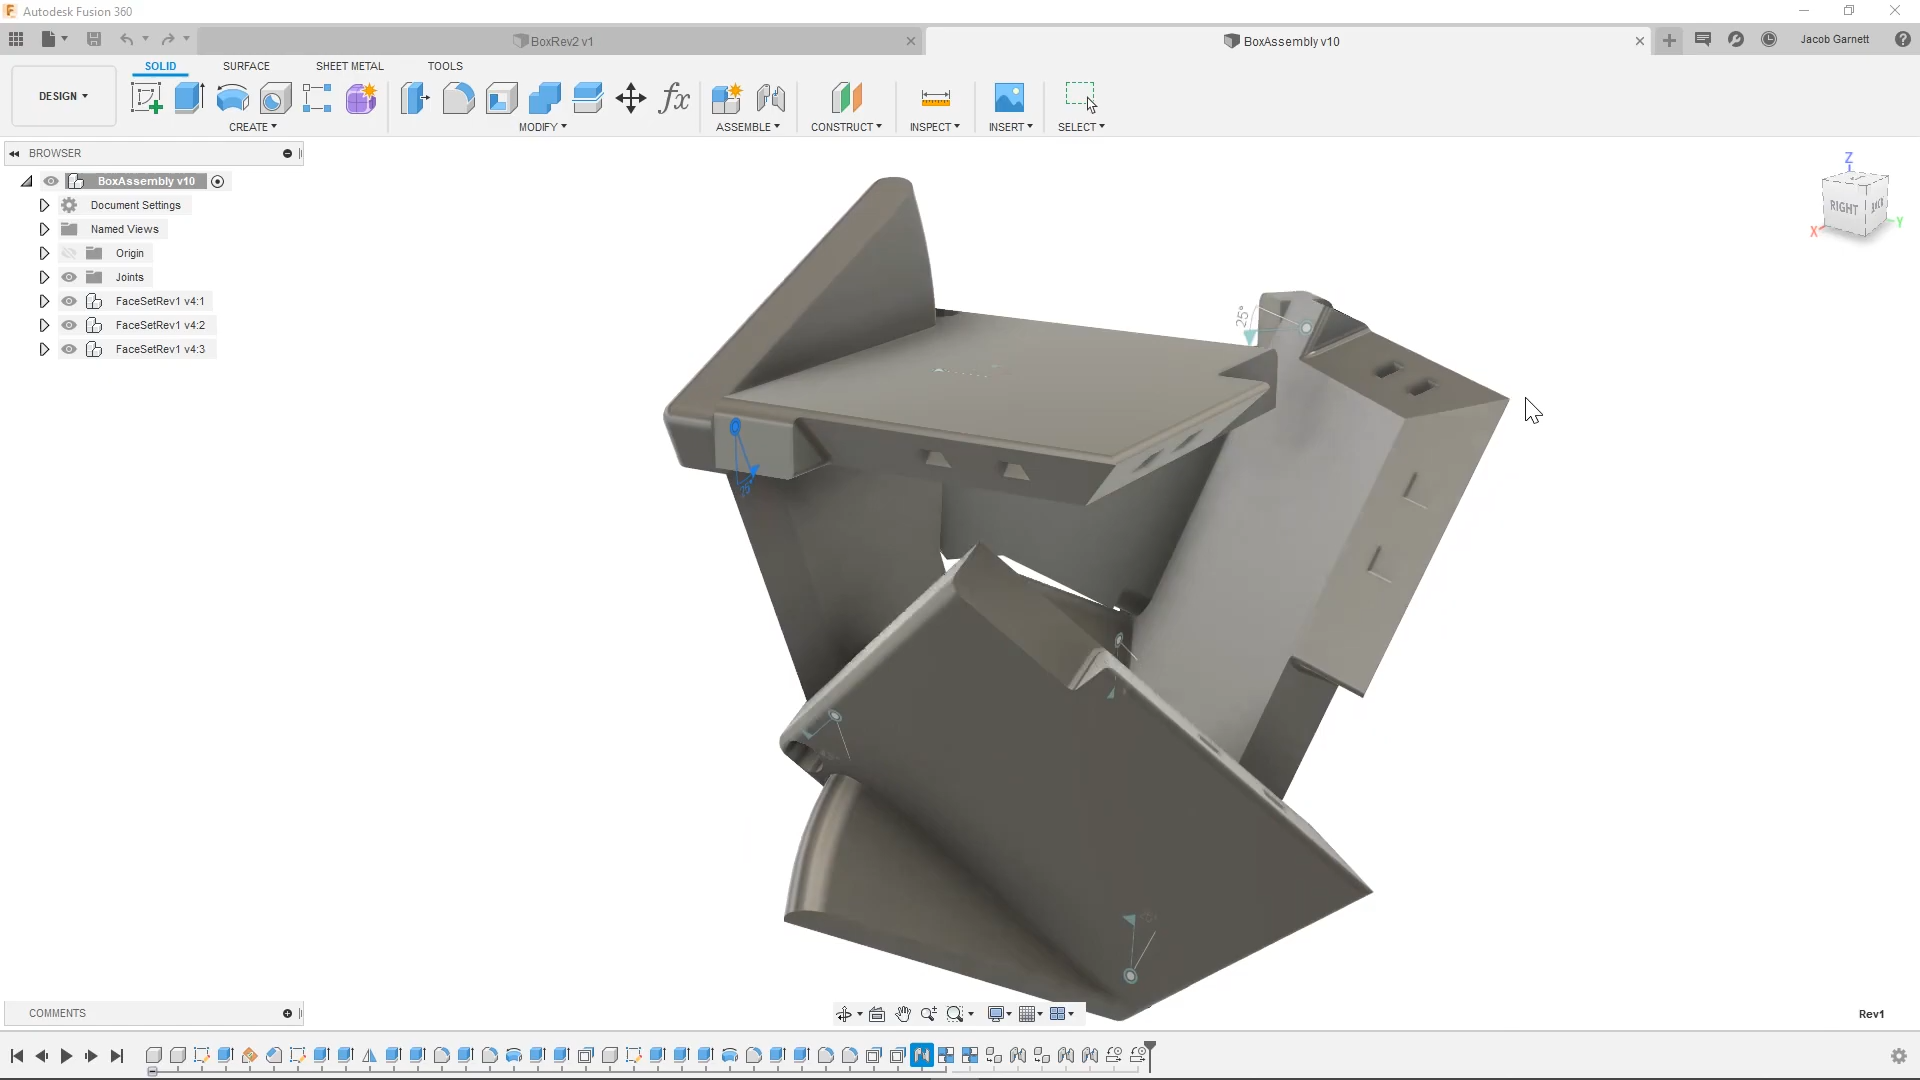 Autodesk Fusion 360
BoxRev2 v1
BoxAssembly v10
Jacob Garnett
DESIGN
SOLID
SURFACE
SHEET METAL
TOOLS
CREATE
MODIFY
ASSEMBLE
CONSTRUCT
INSPECT
INSERT
SELECT
BROWSER
BoxAssembly v10
Document Settings
Named Views
Origin
Joints
FaceSetRev1 v4:1
FaceSetRev1 v4:2
FaceSetRev1 v4:3
Z
RIGHT
BACK
X
Y
25°
COMMENTS
Rev1